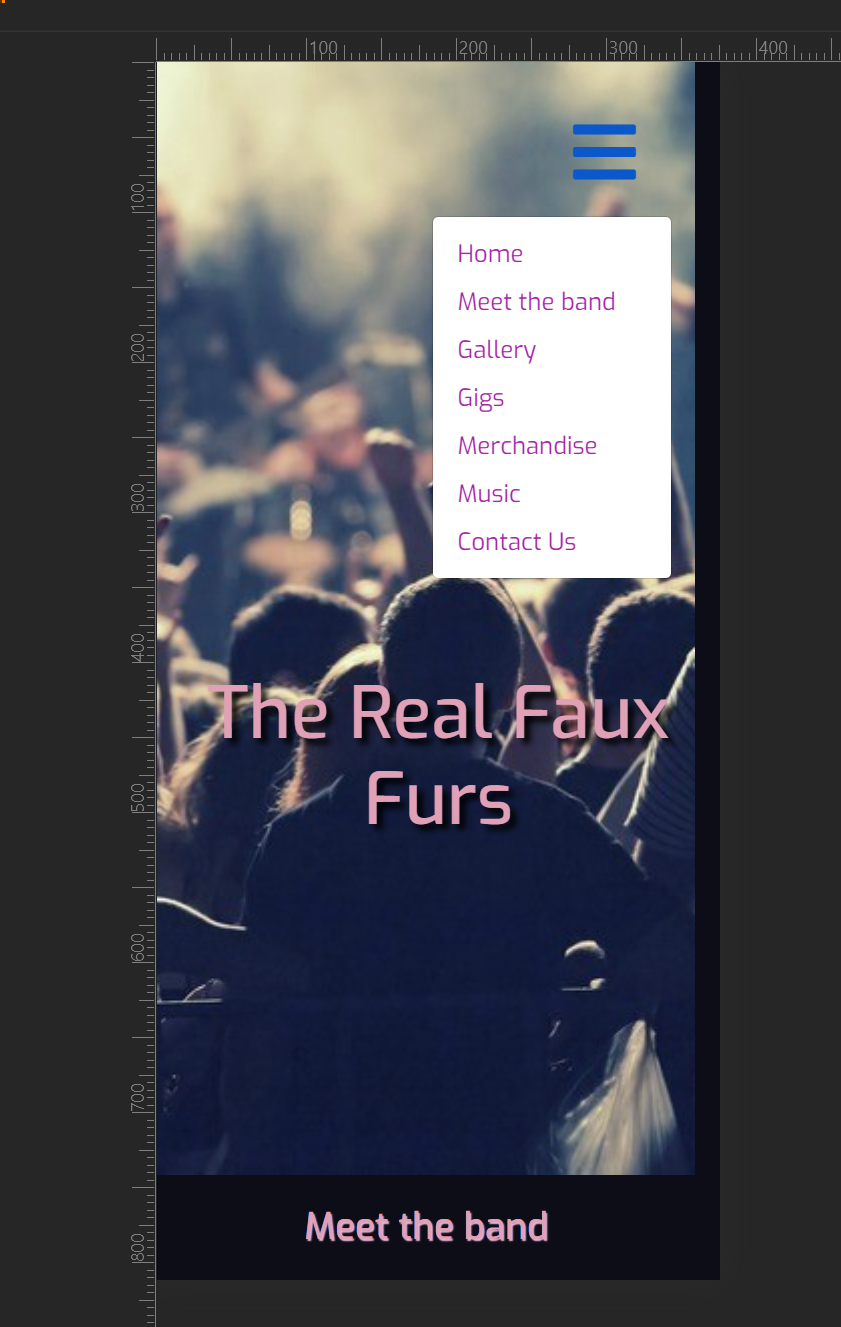 100
200
300
400
100
200
300
400
500
600
700
800
Home
Meet the band
Gallery
Gigs
Merchandise
Music
Contact Us
The Real Faux
Furs
Meet the band